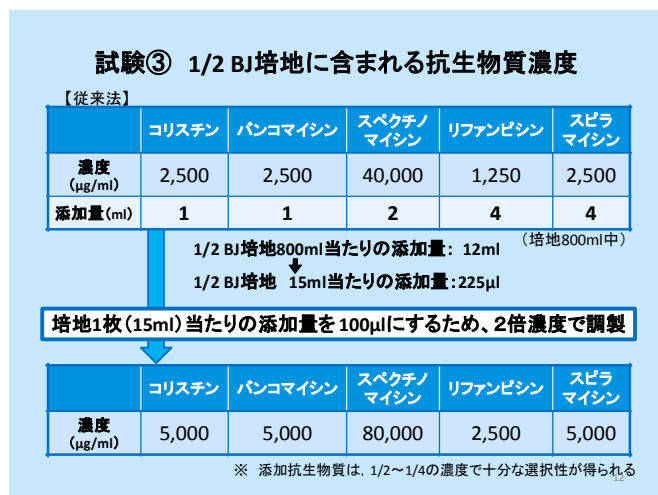 試験③ 1/2 BJ培地に含まれる抗生物質濃度
【従来法】
コリスチン バンコマイシン スペクチノマイシン リファンピシン スピラマイシン
濃度(µg/ml) 2,500 2,500 40,000 1,250 2,500
添加量(ml) 1 1 2 4 4
(培地800ml中)
1/2 BJ培地800ml当たりの添加量: 12ml
1/2 BJ培地 15ml当たりの添加量:225µl
培地1枚(15ml)当たりの添加量を100µlにするため、2倍濃度で調製
コリスチン バンコマイシン スペクチノマイシン リファンピシン スピラマイシン
濃度(µg/ml) 5,000 5,000 80,000 2,500 5,000
※ 添加抗生物質は, 1/2~1/4の濃度で十分な選択性が得られる
12